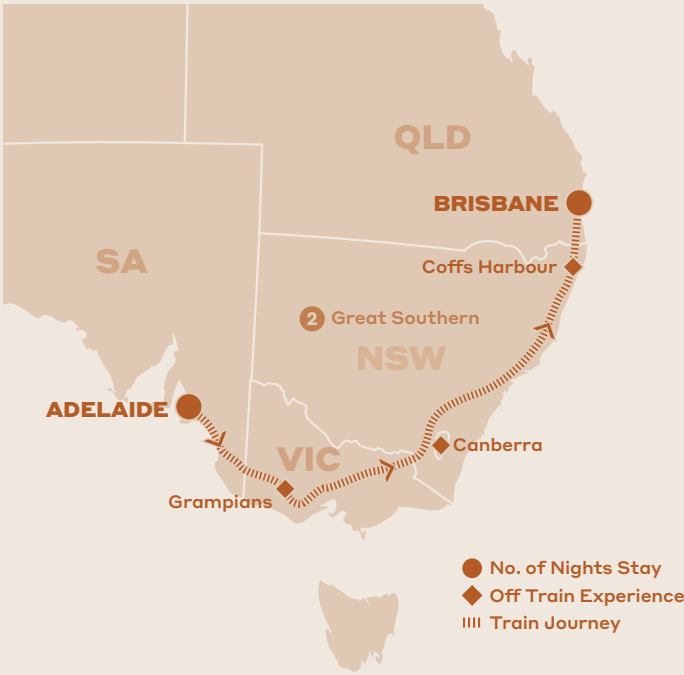 QLD
BRISBANE
SA
Coffs Harbour
2 Great Southern
NSW
ADELAIDE
VIC
Canberra
Grampians
No. of Nights Stay
Off Train Experience
Train Journey